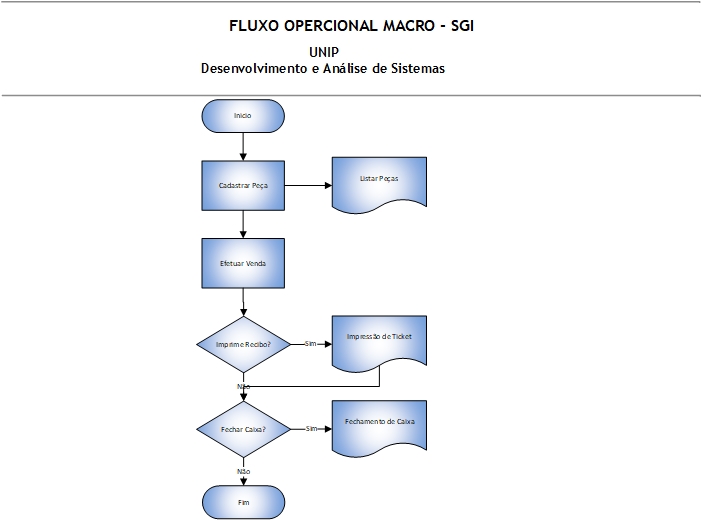 FLUXO OPERCIONAL MACRO - SGI
UNIP
Desenvolvimento e Análise de Sistemas
Inicio
Cadastrar Peça
Listar Peças
Efetuar Venda
Imprime Recibo?
Sim
Impressão de Ticket
Não
Fechar Caixa?
Sim
Fechamento de Caixa
Não
Fim